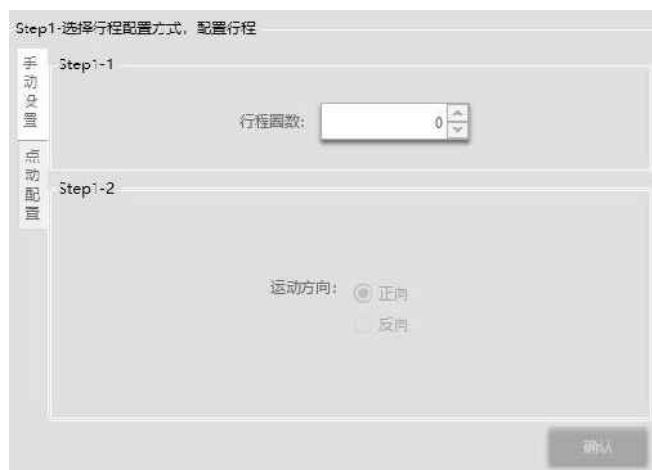 Step1-选择行程配置方式，配置行程
手动设置
Step1-1
行程圈数：
0
点动配置
Step1-2
运动方向：
正向
反向
确认